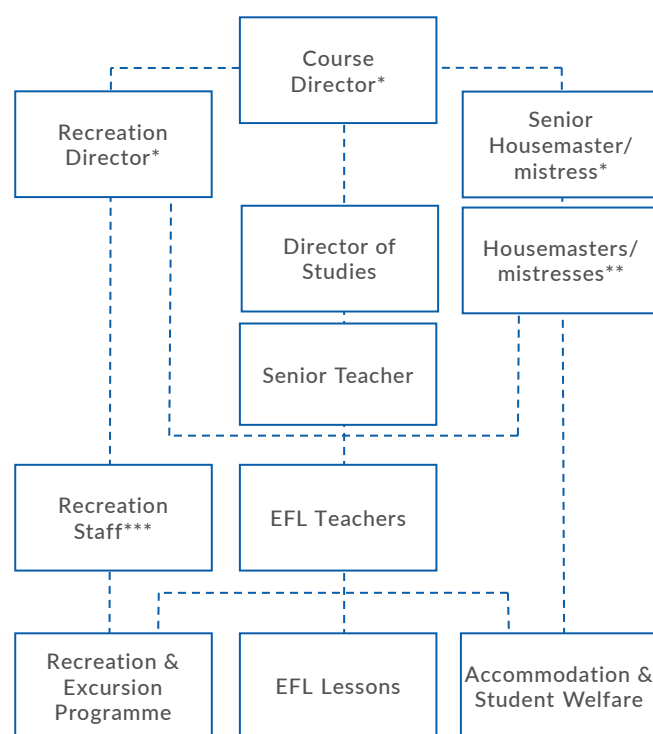 Course
Director*
Recreation
Director*
Senior
Housemaster/
mistress*
Director of
Studies
Housemasters/
mistresses**
Senior Teacher
Recreation
Staff***
EFL Teachers
Recreation &
Excursion
Programme
EFL Lessons
Accommodation &
Student Welfare